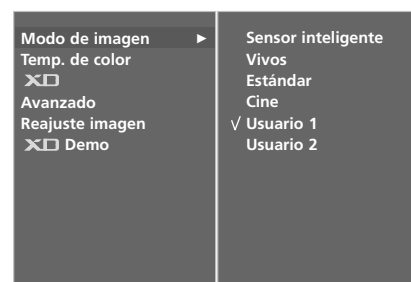 Modo de imagen ►
Temp. de color
XD
Avanzado
Reajuste imagen
XD Demo
Sensor inteligente
Vivos
Estándar
Cine
√ Usuario 1
Usuario 2